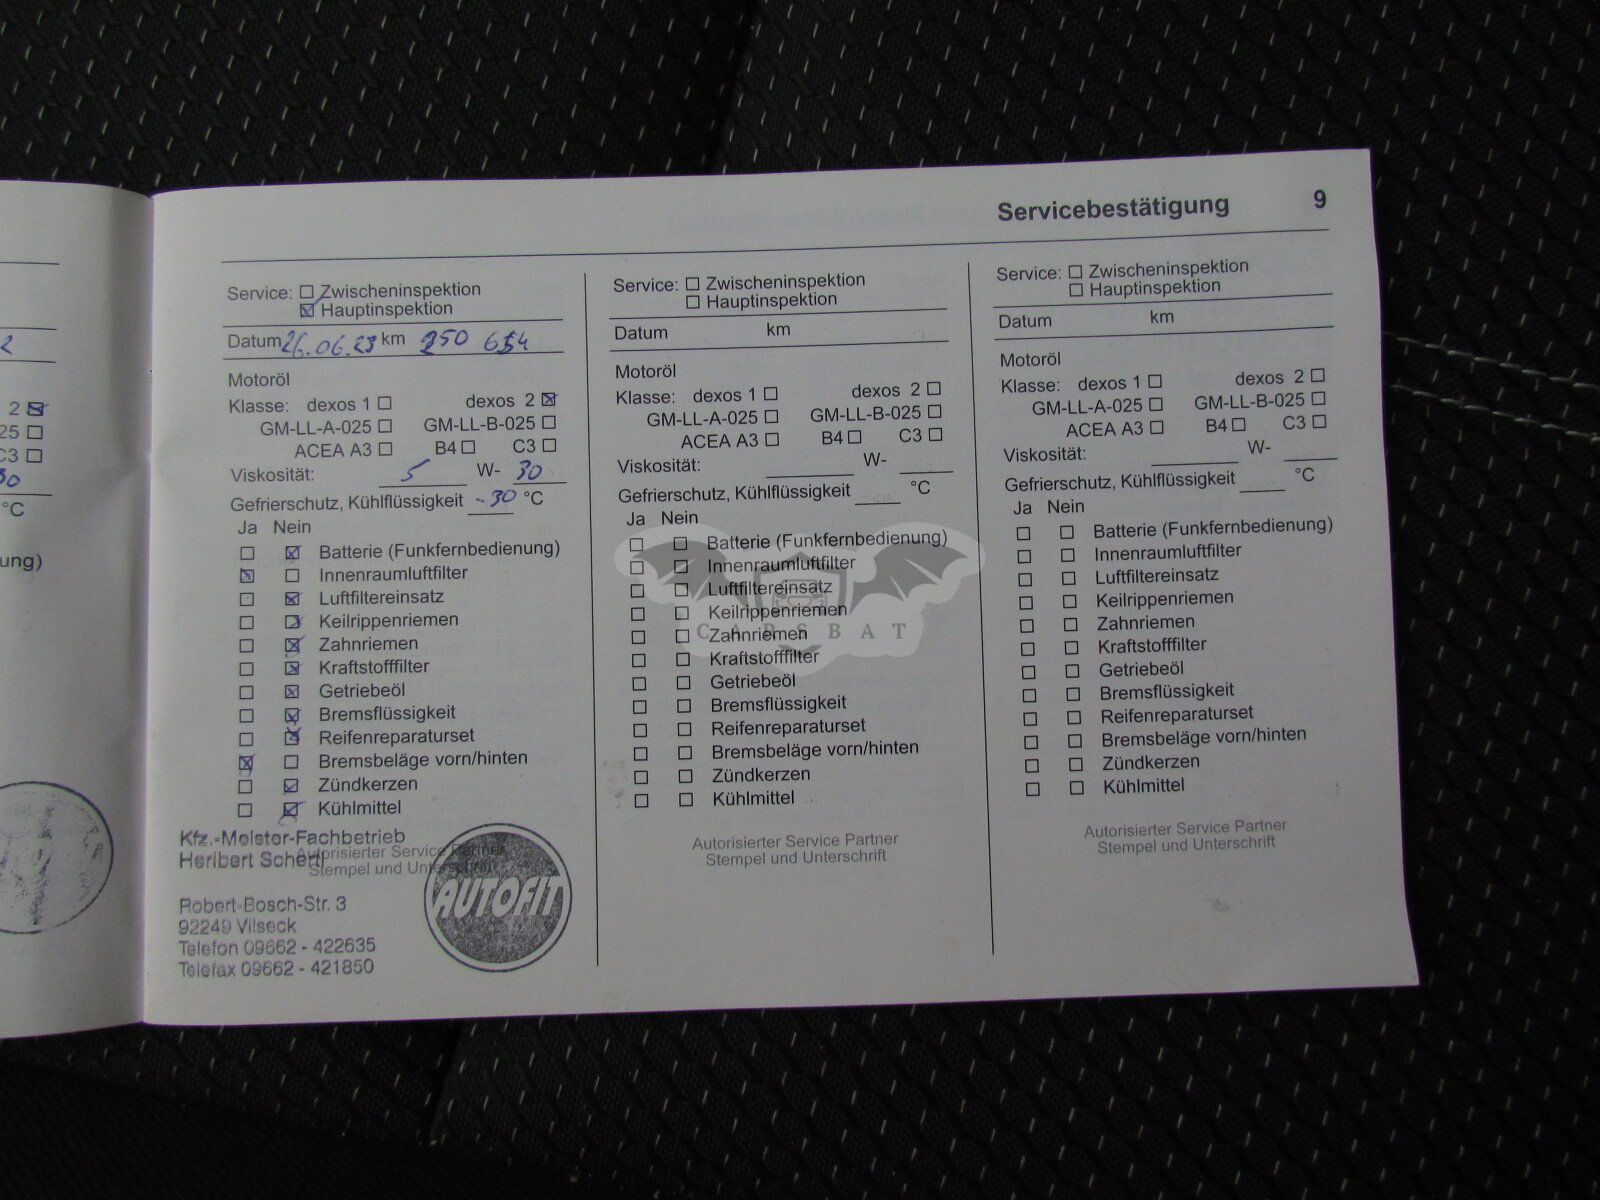 Servicebestätigung 9
2
2
25
C3
30
°C
ung)
Service: Zwischeninspektion
Hauptinspektion
Datum 26.06.23 km 250 654
Motoröl
Klasse: dexos 1 dexos 2
GM-LL-A-025 GM-LL-B-025
ACEA A3 B4 C3
Viskosität: 5 W- 30
Gefrierschutz, Kühlflüssigkeit -30 °C
Ja Nein
Batterie (Funkfernbedienung)
Innenraumluftfilter
Luftfiltereinsatz
Keilrippenriemen
Zahnriemen
Kraftstofffilter
Getriebeöl
Bremsflüssigkeit
Reifenreparaturset
Bremsbeläge vorn/hinten
Zündkerzen
Kühlmittel
Autorisierter Service Partner
Stempel und Unterschrift
Kfz.-Meister-Fachbetrieb
Heribert Schertl
Robert-Bosch-Str. 3
92249 Vilseck
Telefon 09662 - 422635
Telefax 09662 - 421850
AUTOFIT
Service: Zwischeninspektion
Hauptinspektion
Datum km
Motoröl
Klasse: dexos 1 dexos 2
GM-LL-A-025 GM-LL-B-025
ACEA A3 B4 C3
Viskosität: W-
Gefrierschutz, Kühlflüssigkeit °C
Ja Nein
Batterie (Funkfernbedienung)
Innenraumluftfilter
Luftfiltereinsatz
Keilrippenriemen
Zahnriemen
Kraftstofffilter
Getriebeöl
Bremsflüssigkeit
Reifenreparaturset
Bremsbeläge vorn/hinten
Zündkerzen
Kühlmittel
Autorisierter Service Partner
Stempel und Unterschrift
CARSBAT
Service: Zwischeninspektion
Hauptinspektion
Datum km
Motoröl
Klasse: dexos 1 dexos 2
GM-LL-A-025 GM-LL-B-025
ACEA A3 B4 C3
Viskosität: W-
Gefrierschutz, Kühlflüssigkeit °C
Ja Nein
Batterie (Funkfernbedienung)
Innenraumluftfilter
Luftfiltereinsatz
Keilrippenriemen
Zahnriemen
Kraftstofffilter
Getriebeöl
Bremsflüssigkeit
Reifenreparaturset
Bremsbeläge vorn/hinten
Zündkerzen
Kühlmittel
Autorisierter Service Partner
Stempel und Unterschrift